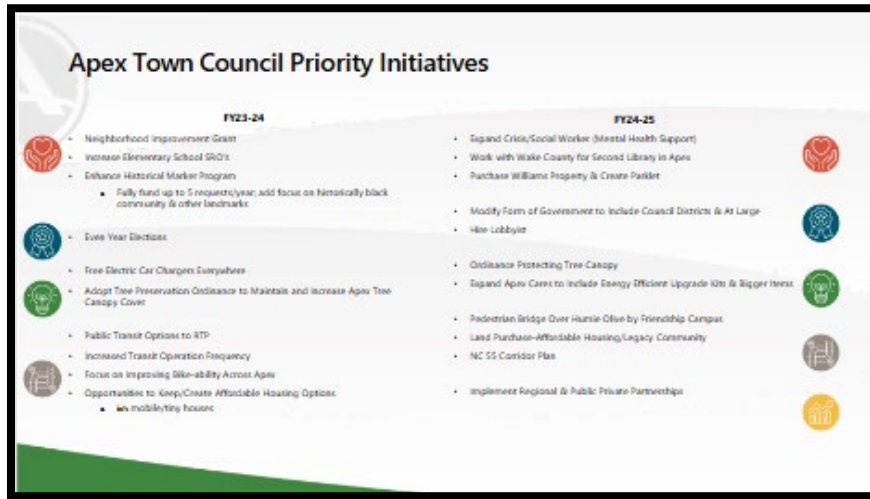 Apex Town Council Priority Initiatives
FY23-24
• Neighborhood Improvement Grant
• Increase Elementary School SRO's
• Enhance Historical Marker Program
▪ Fully fund up to 5 requests/year; add focus on historically black
community & other landmarks
• Even Year Elections
• Free Electric Car Chargers Everywhere
• Adopt Tree Preservation Ordinance to Maintain and Increase Apex Tree
Canopy Cover
• Public Transit Options to RTP
• Increased Transit Operation Frequency
• Focus on Improving Bike-ability Across Apex
• Opportunities to Keep/Create Affordable Housing Options
▪ mobile/tiny houses
FY24-25
• Expand Crisis/Social Worker (Mental Health Support)
• Work with Wake County for Second Library in Apex
• Purchase Williams Property & Create Parklet
• Modify Form of Government to Include Council Districts & At Large
• Hire Lobbyist
• Ordinance Protecting Tree Canopy
• Expand Apex Cares to Include Energy Efficient Upgrade Kits & Bigger Items
• Pedestrian Bridge Over Humie Olive by Friendship Campus
• Land Purchase-Affordable Housing/Legacy Community
• NC 55 Corridor Plan
• Implement Regional & Public Private Partnerships